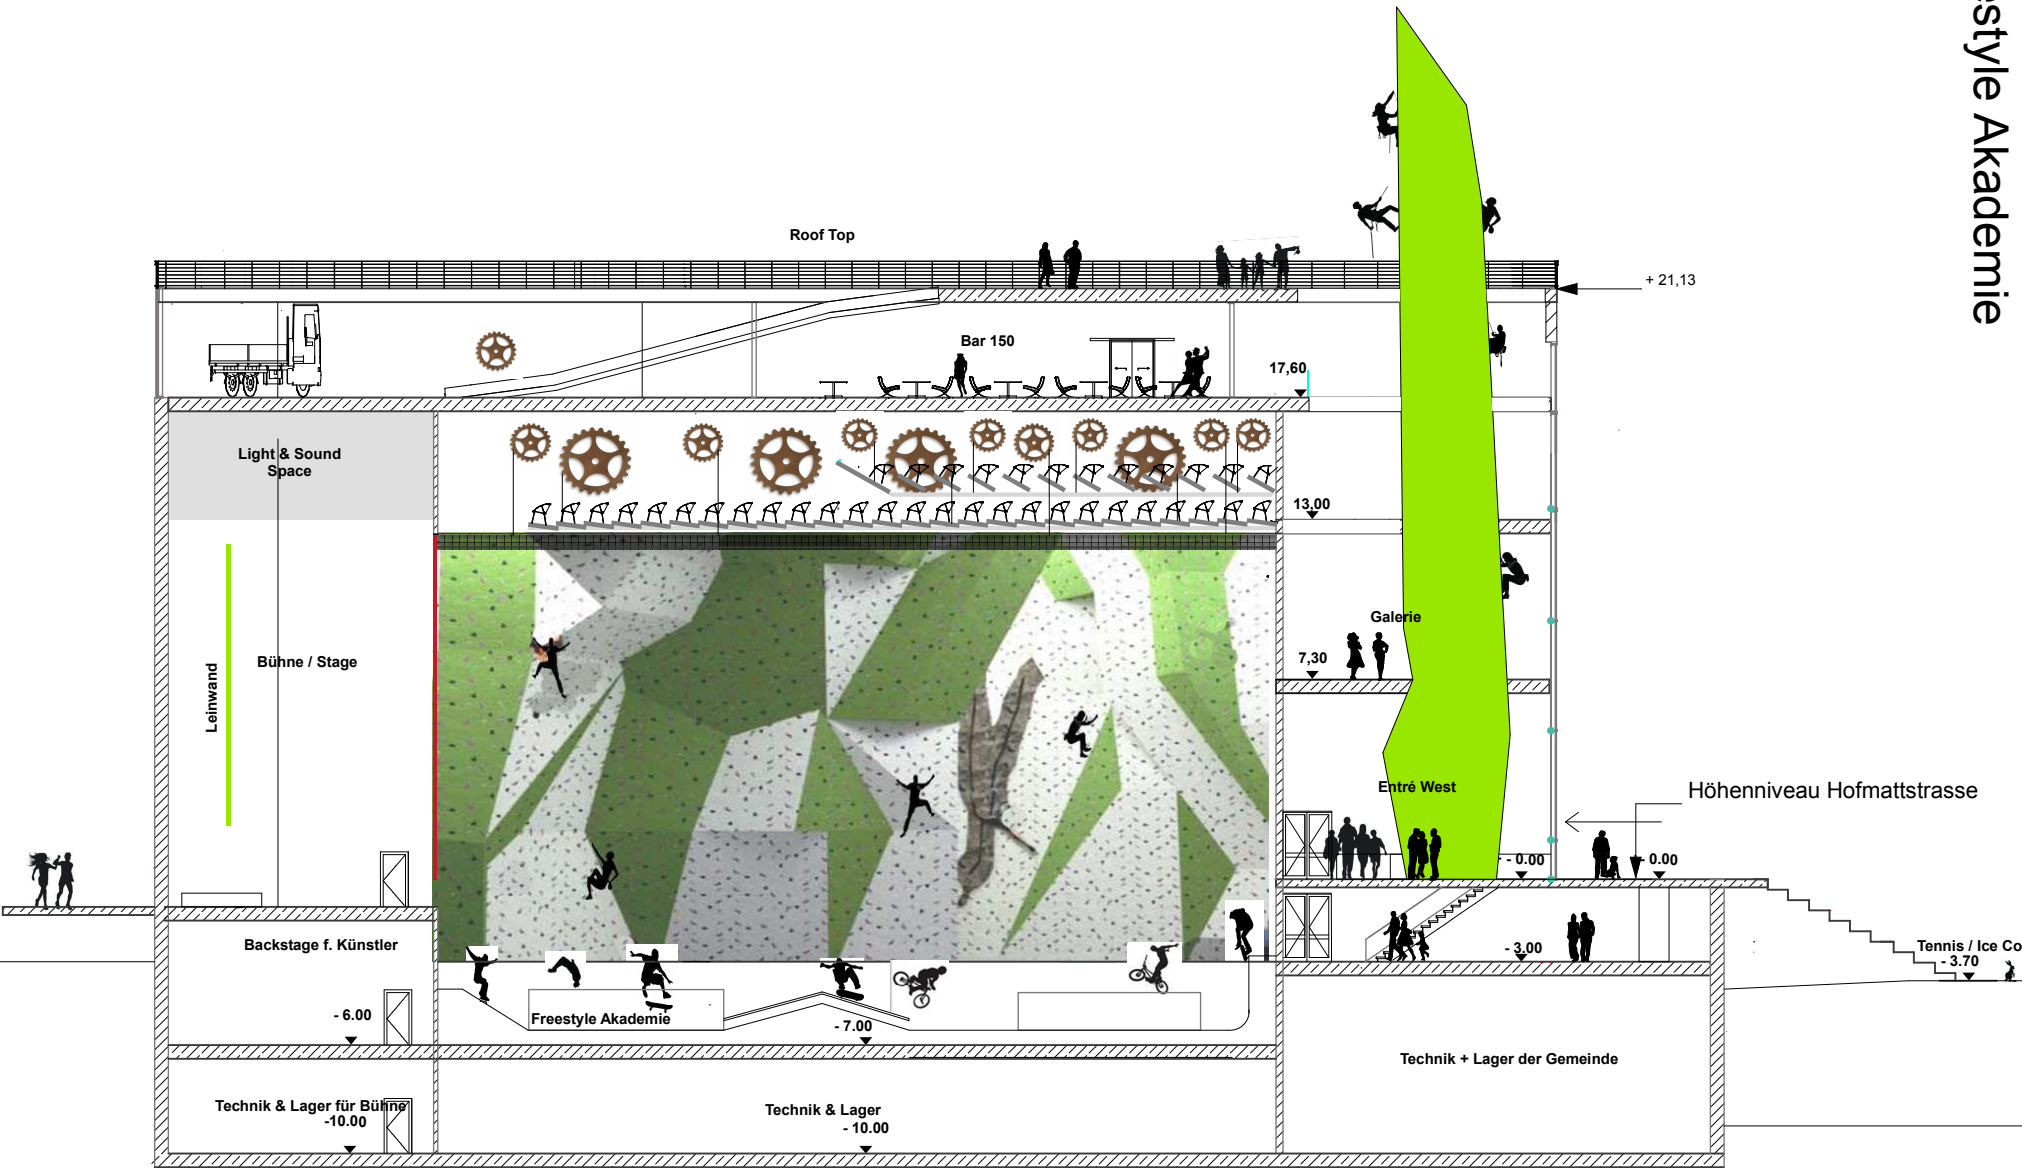 estyle Akademie
Roof Top
+ 21,13
Bar 150
17,60
Light & Sound
Space
13,00
Galerie
Bühne / Stage
7,30
Leinwand
Entré West
Höhenniveau Hofmattstrasse
- 0.00
0.00
Backstage f. Künstler
- 3.00
Tennis / Ice Co
- 3.70
- 6.00
Freestyle Akademie
- 7.00
Technik + Lager der Gemeinde
Technik & Lager für Bühne
-10.00
Technik & Lager
- 10.00